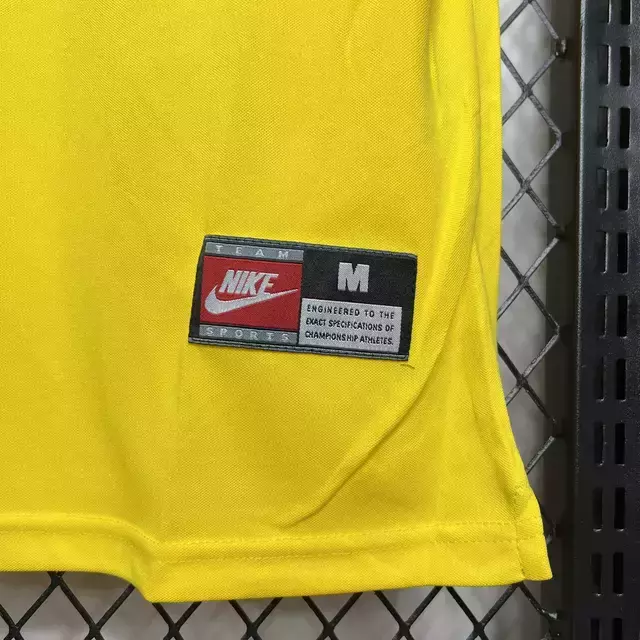 TEAM
NIKE
SPORTS
M
ENGINEERED TO THE
EXACT SPECIFICATIONS OF
CHAMPIONSHIP ATHLETES.